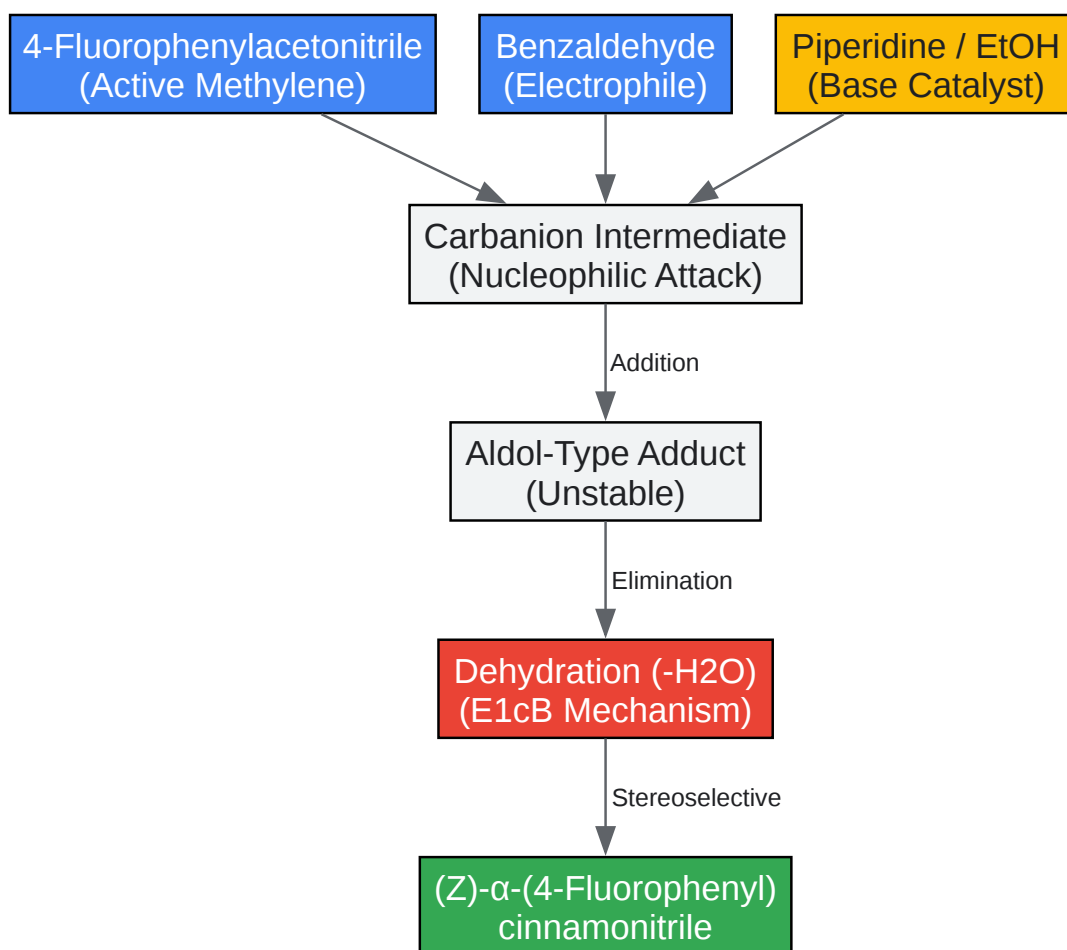 4-Fluorophenylacetonitrile
(Active Methylene)
Benzaldehyde
(Electrophile)
Piperidine / EtOH
(Base Catalyst)
Carbanion Intermediate
(Nucleophilic Attack)
Addition
Aldol-Type Adduct
(Unstable)
Elimination
Dehydration (-H2O)
(E1cB Mechanism)
Stereoselective
(Z)-α-(4-Fluorophenyl)
cinnamonitrile